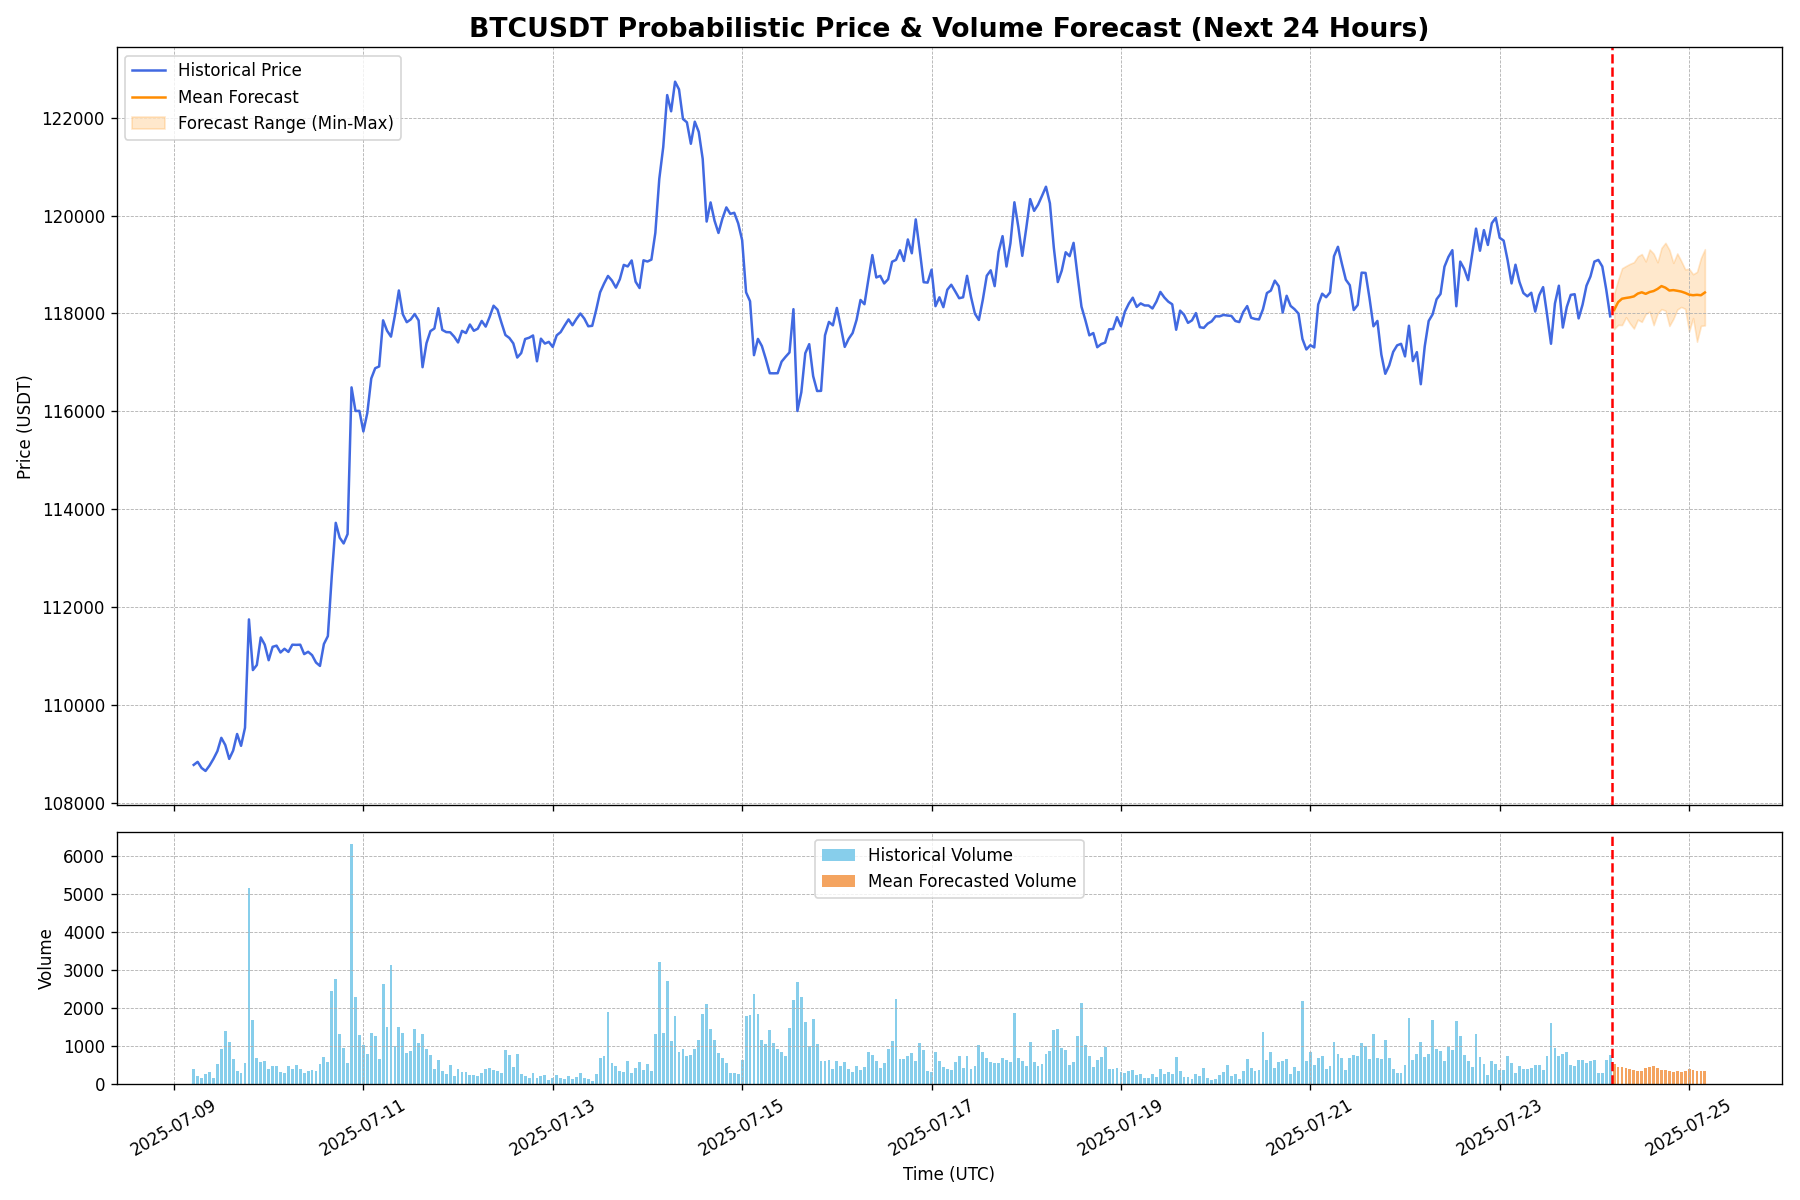 BTCUSDT Probabilistic Price & Volume Forecast (Next 24 Hours)
Historical Price
Mean Forecast
Forecast Range (Min-Max)
122000
120000
118000
116000
114000
112000
110000
108000
Price (USDT)
Historical Volume
Mean Forecasted Volume
6000
5000
4000
3000
2000
1000
0
Volume
2025-07-09
2025-07-11
2025-07-13
2025-07-15
2025-07-17
2025-07-19
2025-07-21
2025-07-23
2025-07-25
Time (UTC)